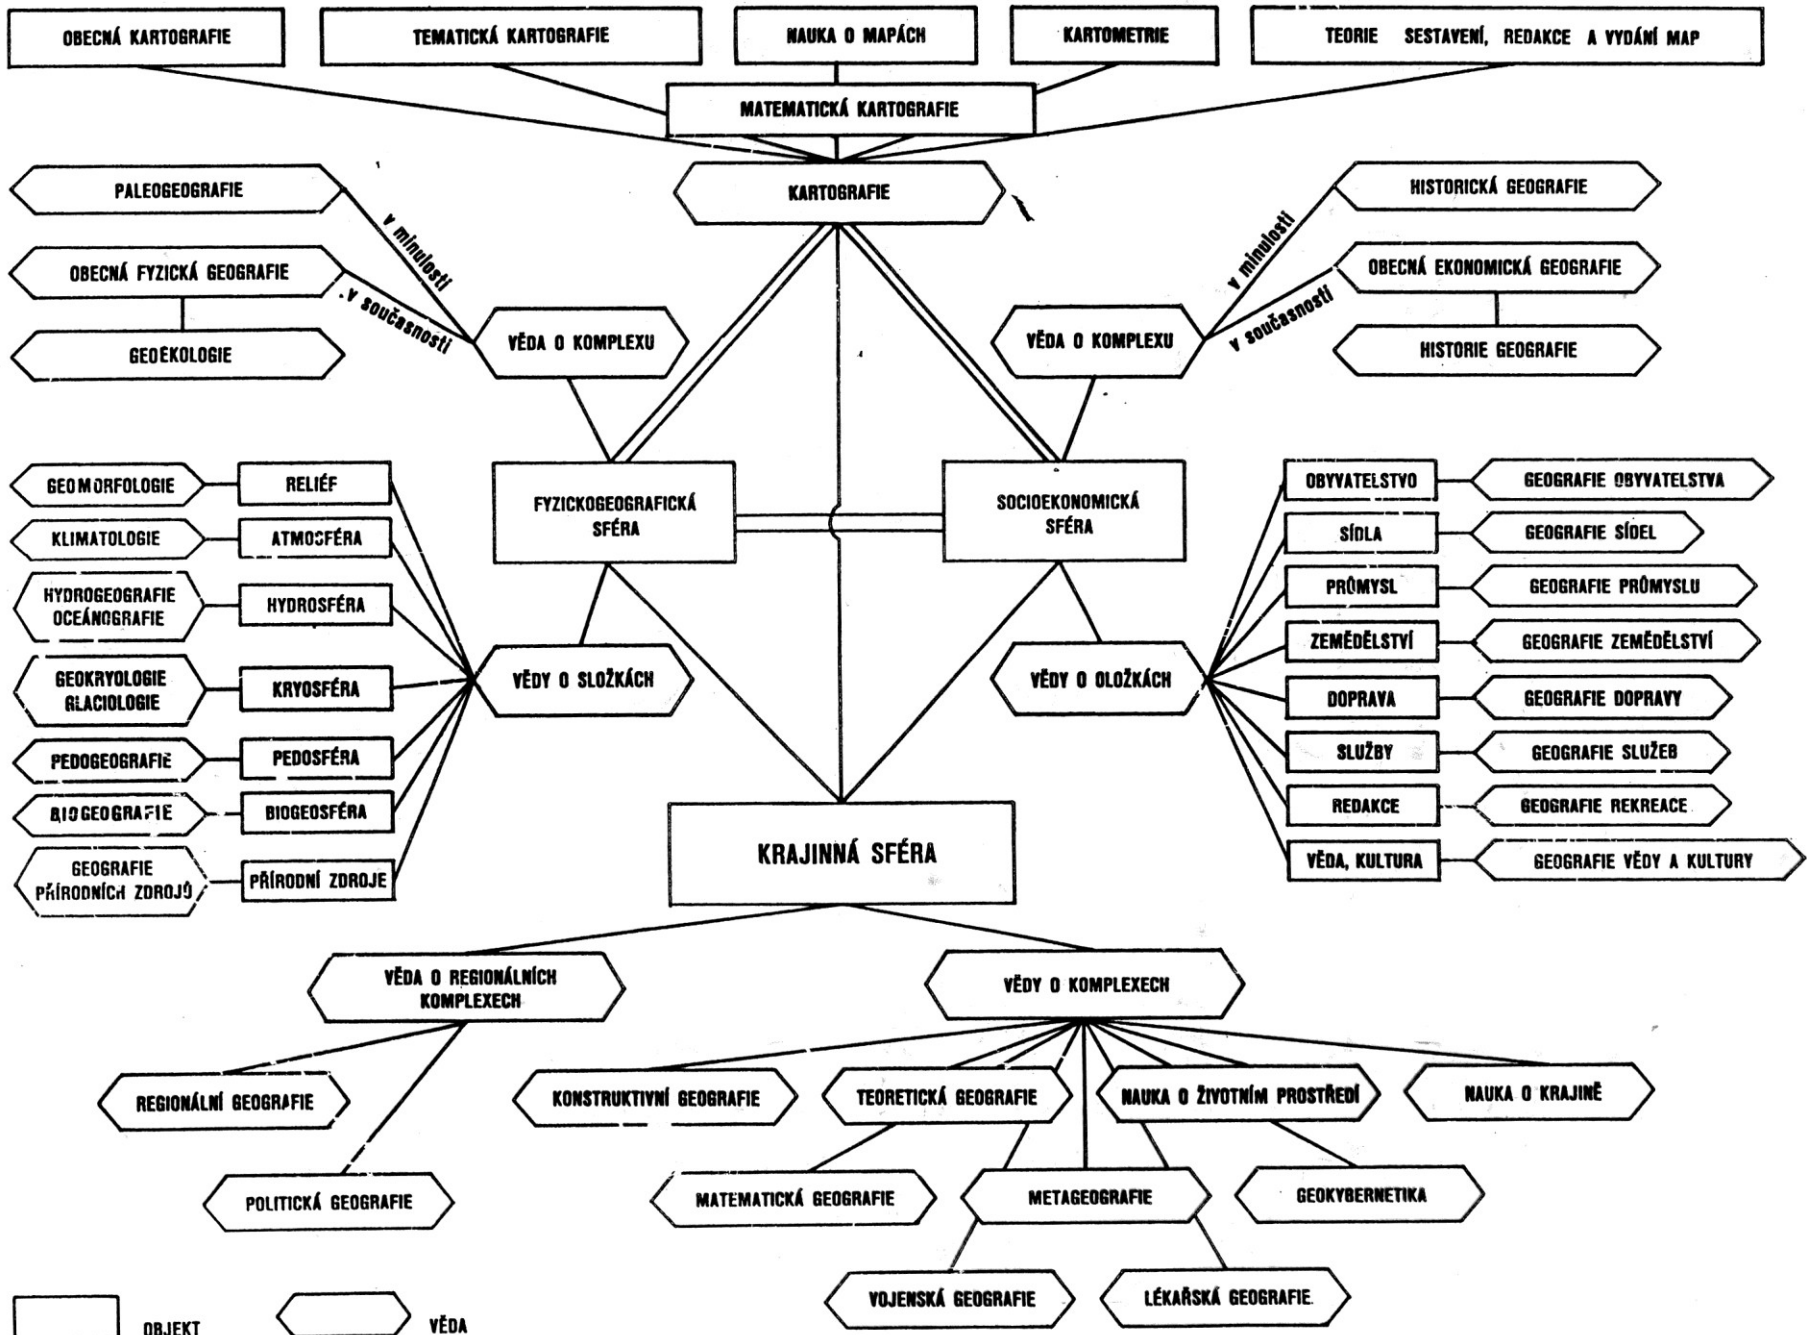 OBECNÁ KARTOGRAFIE
TEMATICKÁ KARTOGRAFIE
NAUKA O MAPÁCH
KARTOMETRIE
TEORIE SESTAVENÍ, REDAKCE A VYDÁNÍ MAP
MATEMATICKÁ KARTOGRAFIE
KARTOGRAFIE
PALEOGEOGRAFIE
v minulosti
OBECNÁ FYZICKÁ GEOGRAFIE
v současnosti
GEOEKOLOGIE
VĚDA O KOMPLEXU
HISTORICKÁ GEOGRAFIE
v minulosti
OBECNÁ EKONOMICKÁ GEOGRAFIE
v současnosti
HISTORIE GEOGRAFIE
VĚDA O KOMPLEXU
FYZICKOGEOGRAFICKÁ
SFÉRA
SOCIOEKONOMICKÁ
SFÉRA
GEOMORFOLOGIE
RELIÉF
KLIMATOLOGIE
ATMOSFÉRA
HYDROGEOGRAFIE
OCEÁNOGRAFIE
HYDROSFÉRA
GEOKRYOLOGIE
GLACIOLOGIE
KRYOSFÉRA
PEDOGEOGRAFIE
PEDOSFÉRA
BIOGEOGRAFIE
BIOGEOSFÉRA
GEOGRAFIE
PŘÍRODNÍCH ZDROJŮ
PŘÍRODNÍ ZDROJE
VĚDY O SLOŽKÁCH
VĚDY O OLOŽKÁCH
OBYVATELSTVO
GEOGRAFIE OBYVATELSTVA
SÍDLA
GEOGRAFIE SÍDEL
PRŮMYSL
GEOGRAFIE PRŮMYSLU
ZEMĚDĚLSTVÍ
GEOGRAFIE ZEMĚDĚLSTVÍ
DOPRAVA
GEOGRAFIE DOPRAVY
SLUŽBY
GEOGRAFIE SLUŽEB
REDAKCE
GEOGRAFIE REKREACE
VĚDA, KULTURA
GEOGRAFIE VĚDY A KULTURY
KRAJINNÁ SFÉRA
VĚDA O REGIONÁLNÍCH
KOMPLEXECH
VĚDY O KOMPLEXECH
REGIONÁLNÍ GEOGRAFIE
KONSTRUKTIVNÍ GEOGRAFIE
TEORETICKÁ GEOGRAFIE
NAUKA O ŽIVOTNÍM PROSTŘEDÍ
NAUKA O KRAJINĚ
POLITICKÁ GEOGRAFIE
MATEMATICKÁ GEOGRAFIE
METAGEOGRAFIE
GEOKYBERNETIKA
VOJENSKÁ GEOGRAFIE
LÉKAŘSKÁ GEOGRAFIE
OBJEKT
VĚDA